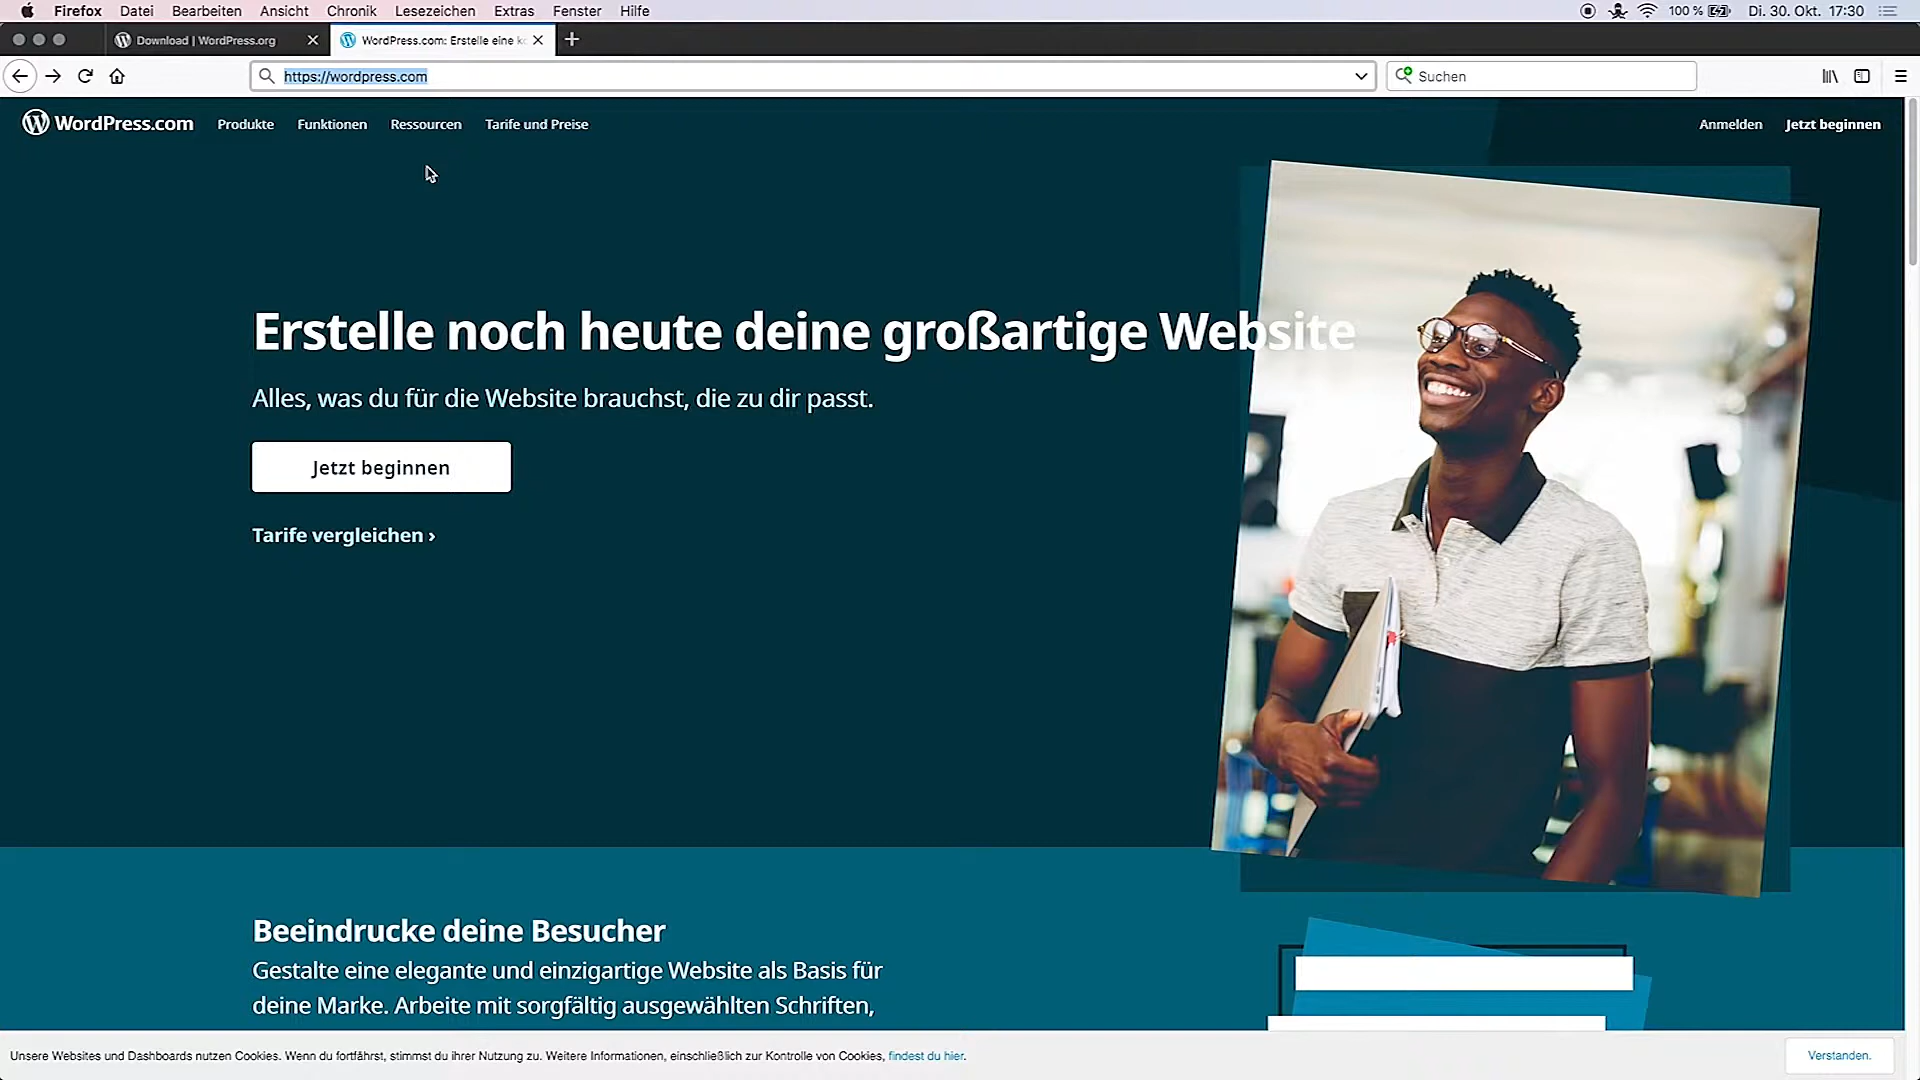 Firefox Datei Bearbeiten Ansicht Chronik Lesezeichen Extras Fenster Hilfe 100 % Di. 30. Okt. 17:30
Download | WordPress.org WordPress.com: Erstelle eine k
https://wordpress.com Suchen
WordPress.com Produkte Funktionen Ressourcen Tarife und Preise Anmelden Jetzt beginnen
Erstelle noch heute deine großartige Website
Alles, was du für die Website brauchst, die zu dir passt.
Jetzt beginnen
Tarife vergleichen ›
Beeindrucke deine Besucher
Gestalte eine elegante und einzigartige Website als Basis für
deine Marke. Arbeite mit sorgfältig ausgewählten Schriften,
Unsere Websites und Dashboards nutzen Cookies. Wenn du fortfährst, stimmst du ihrer Nutzung zu. Weitere Informationen, einschließlich zur Kontrolle von Cookies, findest du hier. Verstanden.